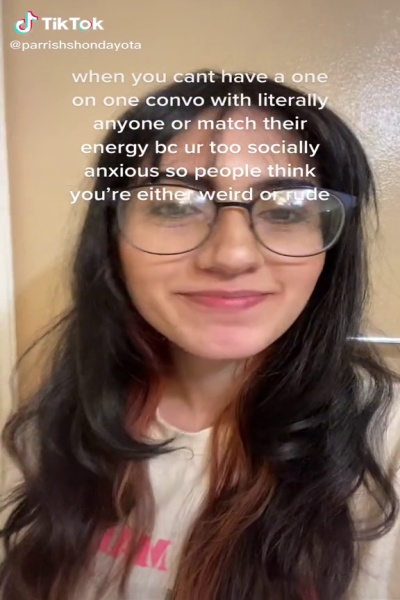 TikTok
@parrishshondayota
when you cant have a one
on one convo with literally
anyone or match their
energy bc ur too socially
anxious so people think
you're either weird or rude